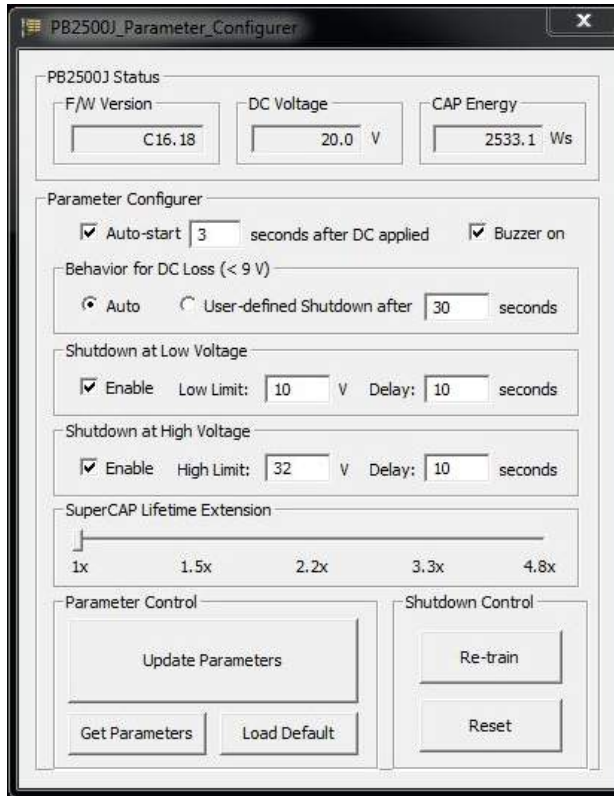 PB2500J_Parameter_Configurer
x
PB2500J Status
F/W Version DC Voltage CAP Energy
C16.18 20.0 V 2533.1 Ws
Parameter Configurer
Auto-start 3 seconds after DC applied Buzzer on
Behavior for DC Loss (< 9 V)
Auto User-defined Shutdown after 30 seconds
Shutdown at Low Voltage
Enable Low Limit: 10 V Delay: 10 seconds
Shutdown at High Voltage
Enable High Limit: 32 V Delay: 10 seconds
SuperCAP Lifetime Extension
1x 1.5x 2.2x 3.3x 4.8x
Parameter Control Shutdown Control
Update Parameters Re-train
Get Parameters Load Default Reset